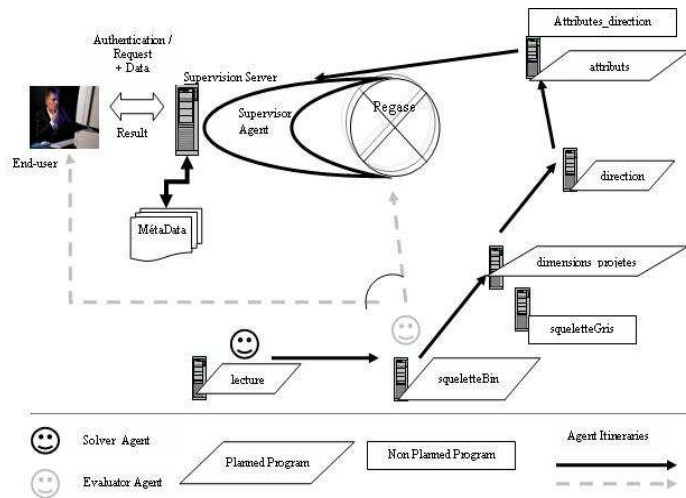 Attributes_direction
attributs
Authentication /
Request
+ Data
Supervision Server
Result
Supervisor
Agent
Pegase
End-user
direction
MétaData
dimensions_projetes
squeletteGris
lecture
squeletteBin
Solver Agent
Planned Program
Non Planned Program
Agent Itineraries
Evaluator Agent